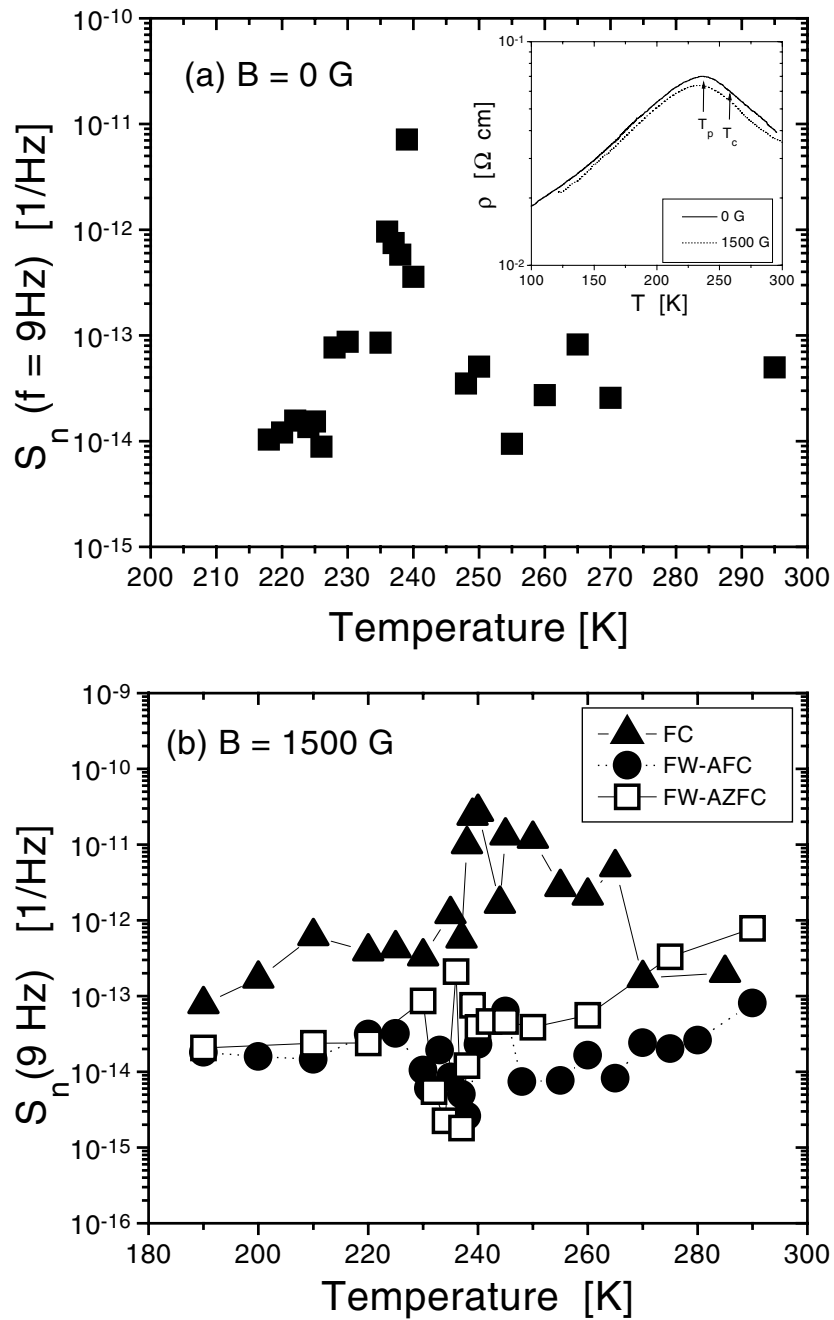 10-10
(a) B = 0 G
10-11
10-12
10-13
10-14
10-15
Sn (f = 9Hz) [1/Hz]
200 210 220 230 240 250 260 270 280 290 300
Temperature [K]
10-1
10-2
ρ [Ω cm]
Tp Tc
0 G
1500 G
100 150 200 250 300
T [K]
10-9
(b) B = 1500 G
10-10
10-11
10-12
10-13
10-14
10-15
10-16
Sn(9 Hz) [1/Hz]
FC
FW-AFC
FW-AZFC
180 200 220 240 260 280 300
Temperature [K]